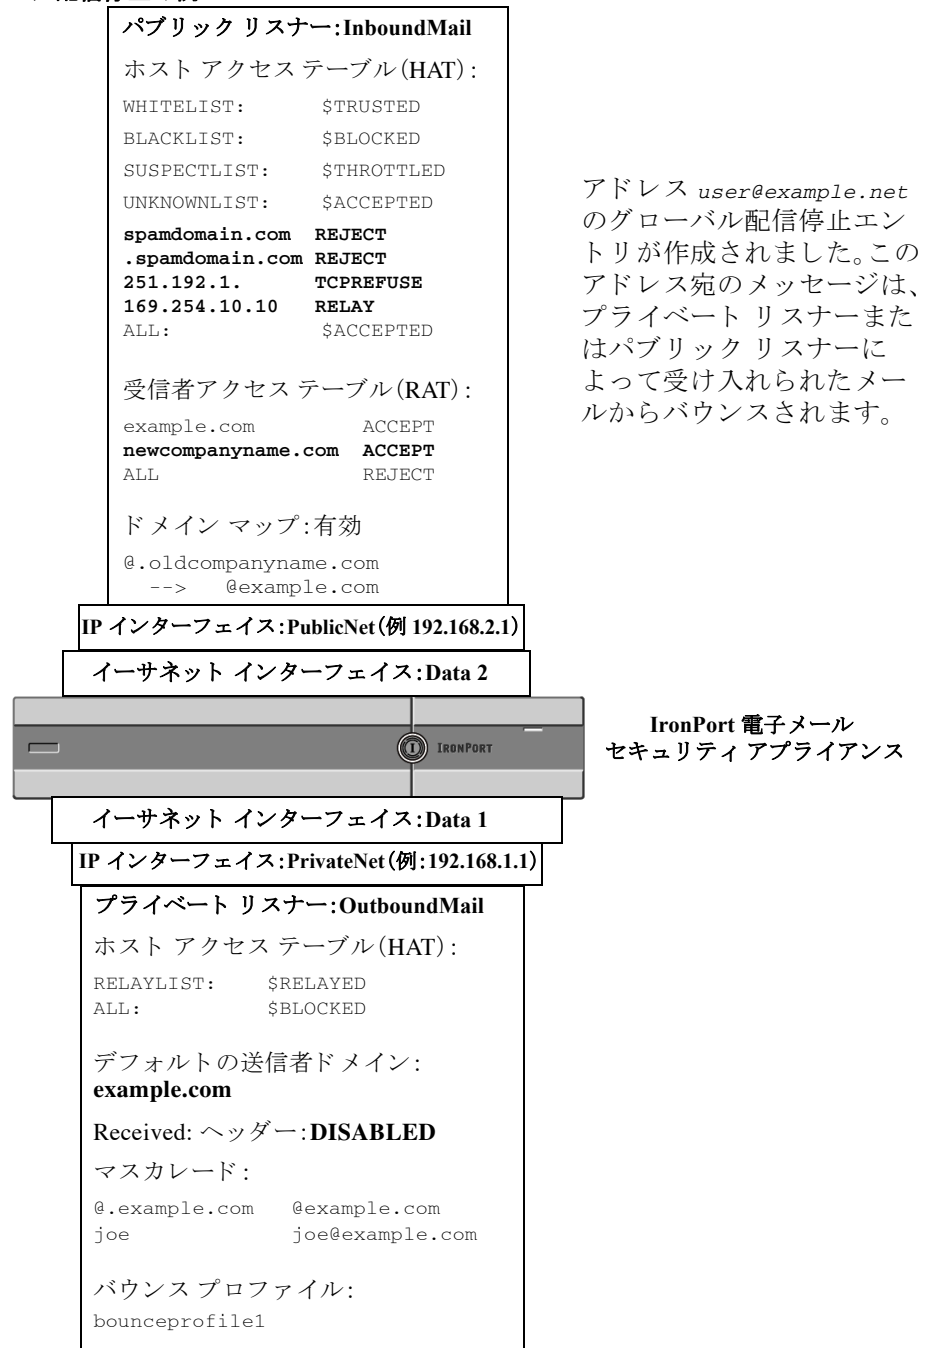 パブリック リスナー:InboundMail
ホスト アクセス テーブル(HAT):
WHITELIST: $TRUSTED
BLACKLIST: $BLOCKED
SUSPECTLIST: $THROTTLED
UNKNOWNLIST: $ACCEPTED
spamdomain.com REJECT
.spamdomain.com REJECT
251.192.1. TCPREFUSE
169.254.10.10 RELAY
ALL: $ACCEPTED
受信者アクセス テーブル(RAT):
example.com ACCEPT
newcompanyname.com ACCEPT
ALL REJECT
ドメイン マップ:有効
@.oldcompanyname.com
--> @example.com
アドレス user@example.net
のグローバル配信停止エン
トリが作成されました。この
アドレス宛のメッセージは、
プライベート リスナーまた
はパブリック リスナーに
よって受け入れられたメー
ルからバウンスされます。
IP インターフェイス:PublicNet(例 192.168.2.1)
イーサネット インターフェイス:Data 2
IRONPORT
IronPort 電子メール
セキュリティ アプライアンス
イーサネット インターフェイス:Data 1
IP インターフェイス:PrivateNet(例:192.168.1.1)
プライベート リスナー:OutboundMail
ホスト アクセス テーブル(HAT):
RELAYLIST: $RELAYED
ALL: $BLOCKED
デフォルトの送信者ドメイン:
example.com
Received: ヘッダー:DISABLED
マスカレード:
@.example.com @example.com
joe joe@example.com
バウンス プロファイル:
bounceprofile1